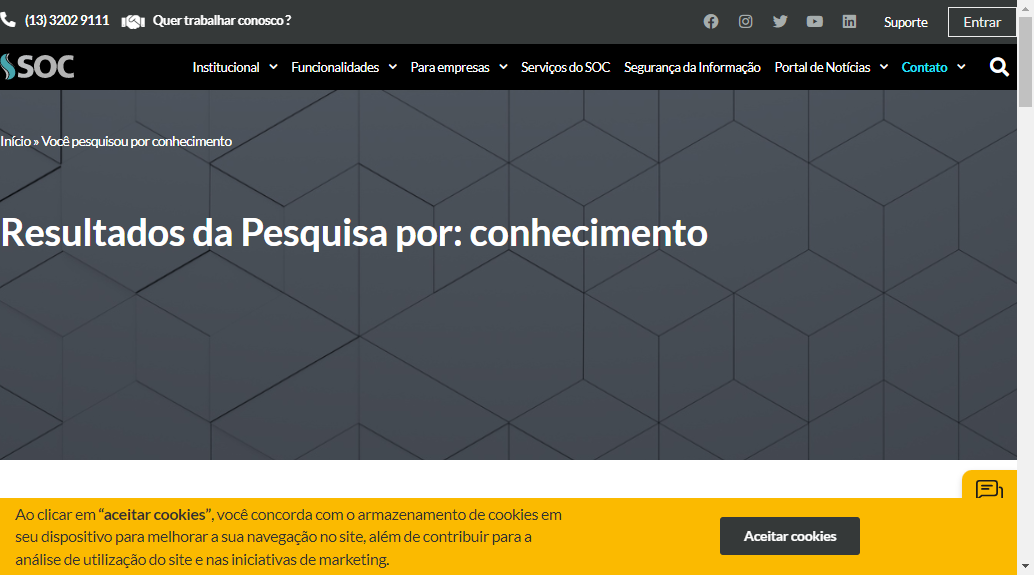 (13) 3202 9111 Quer trabalhar conosco ? Suporte Entrar
SOC Institucional Funcionalidades Para empresas Serviços do SOC Segurança da Informação Portal de Notícias Contato
Início » Você pesquisou por conhecimento
Resultados da Pesquisa por: conhecimento
Ao clicar em “aceitar cookies”, você concorda com o armazenamento de cookies em
seu dispositivo para melhorar a sua navegação no site, além de contribuir para a
análise de utilização do site e nas iniciativas de marketing.
Aceitar cookies